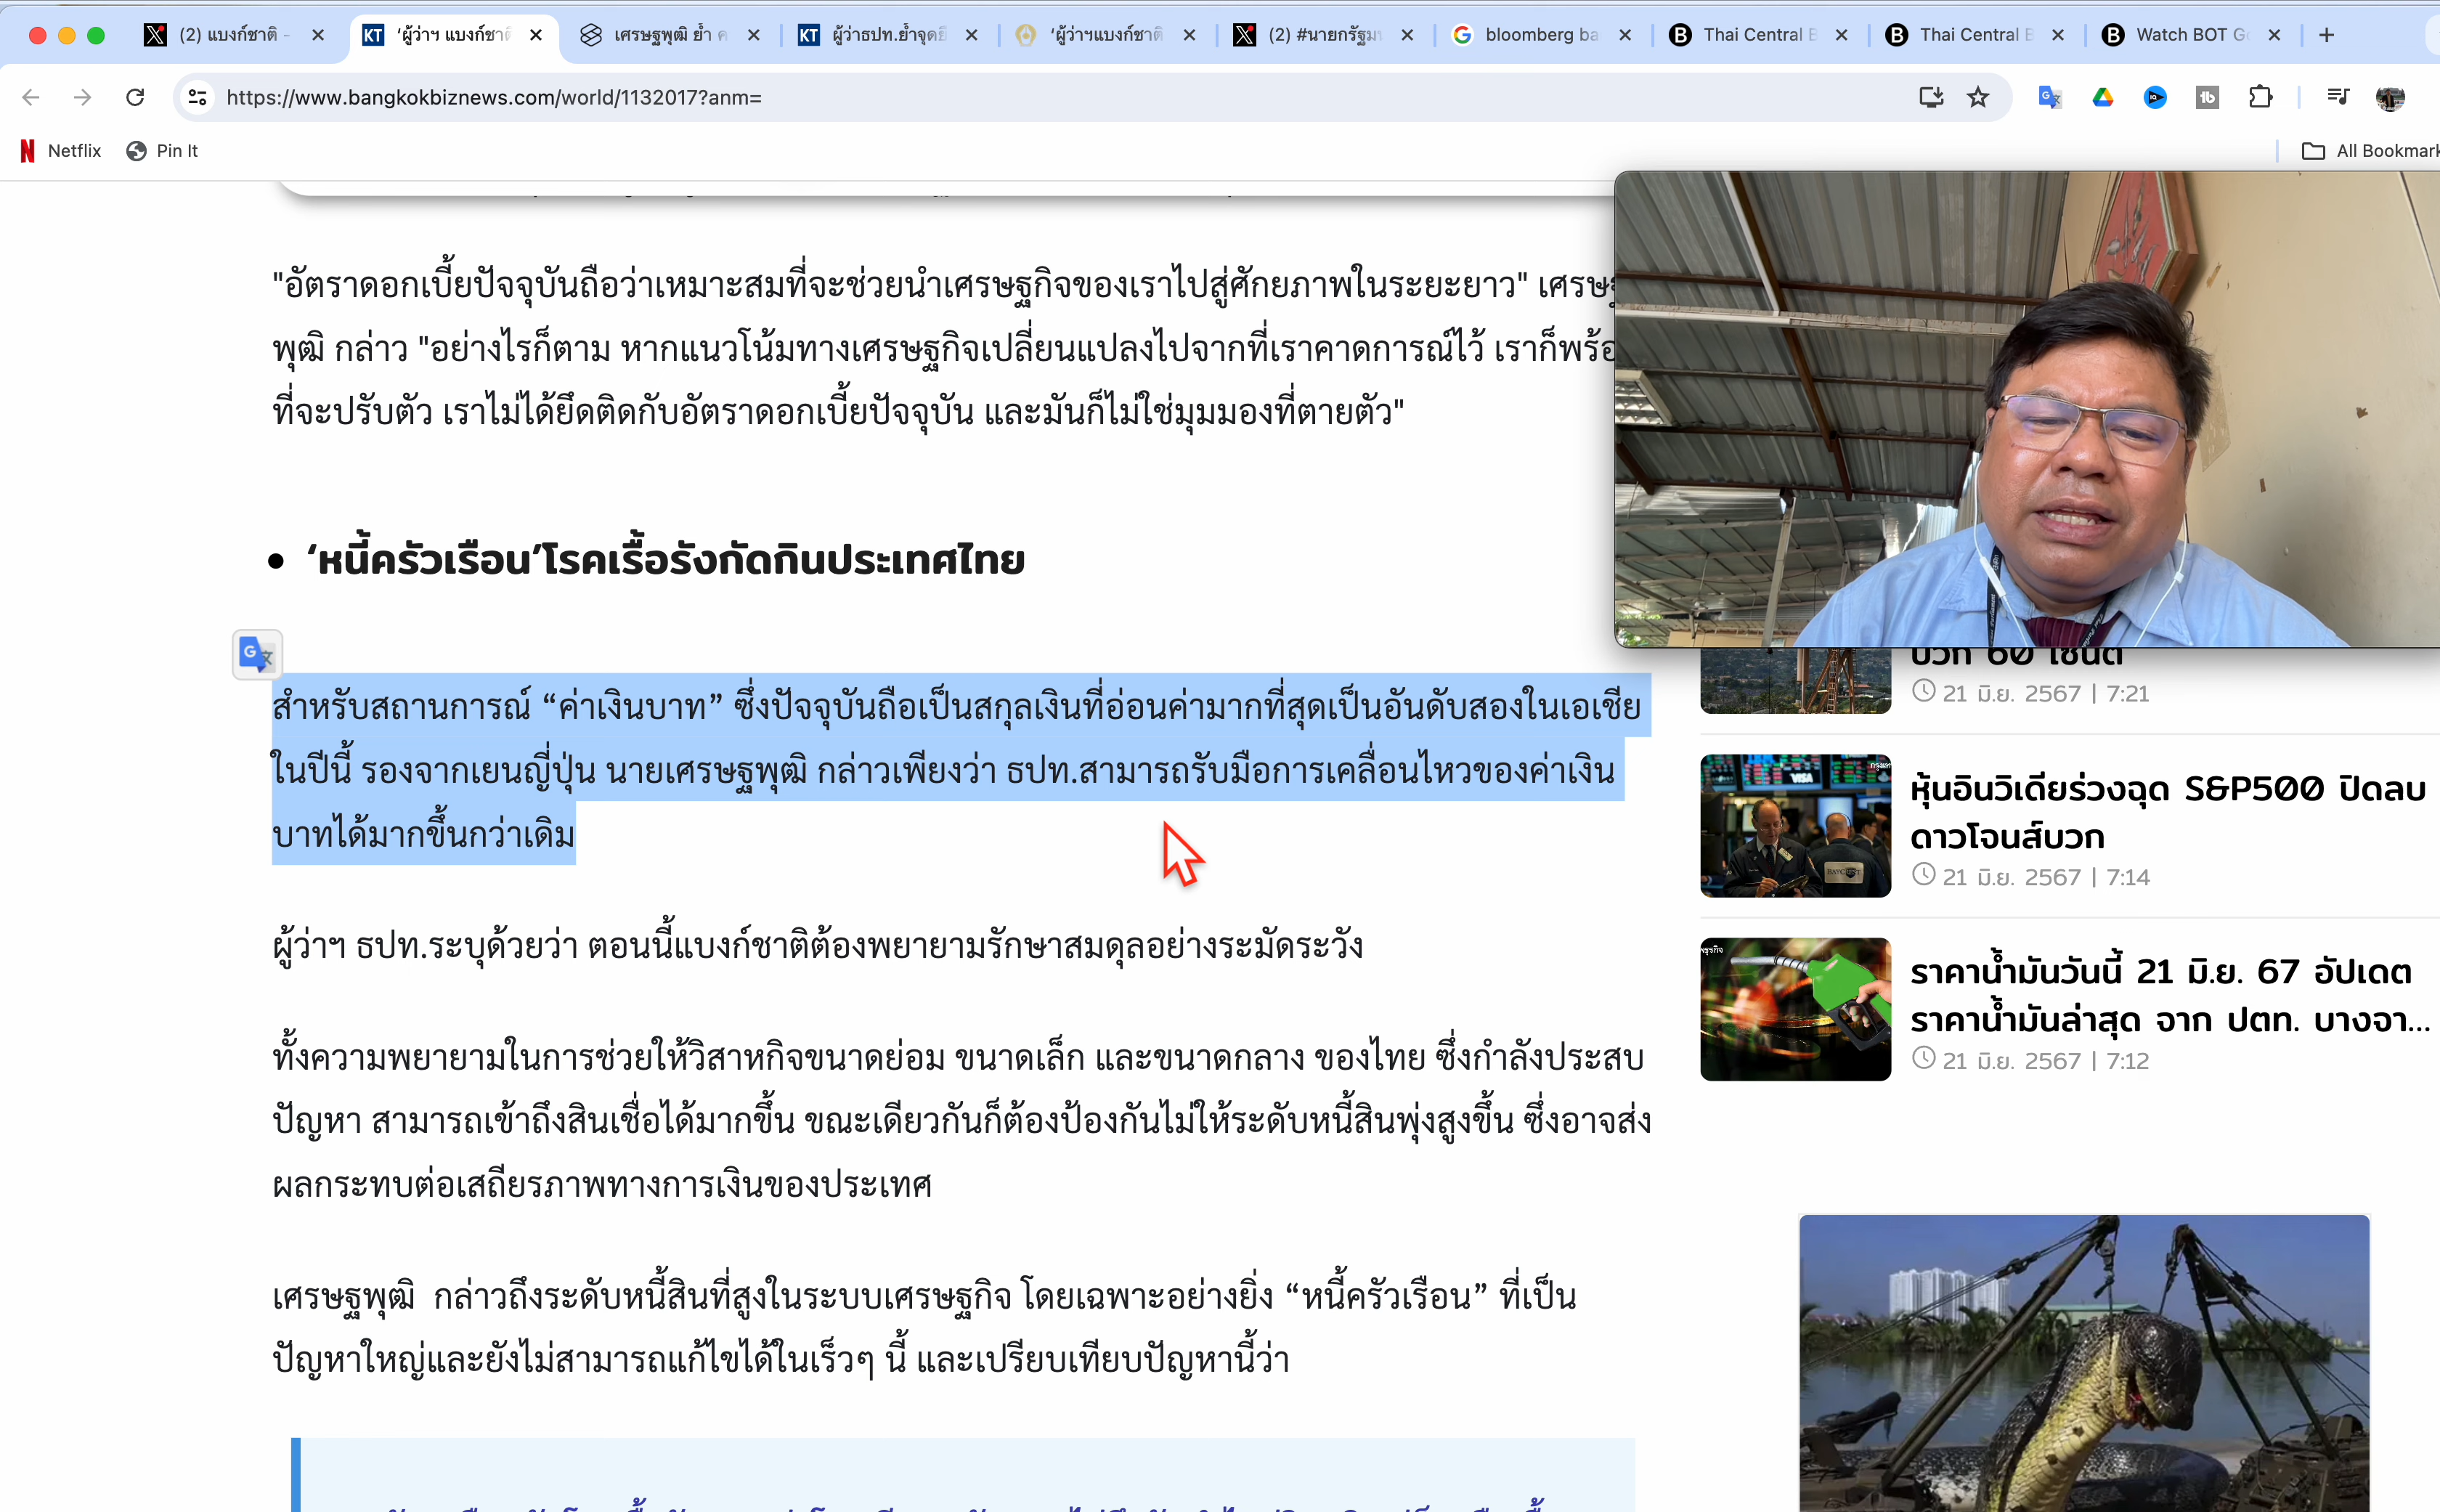 (2) แบงก์ชาติ -
KT 'ผู้ว่าฯ แบงก์ชาติ
เศรษฐพุฒิ ย้ำ ค
KT ผู้ว่าธปท.ย้ำจุดยื
'ผู้ว่าฯแบงก์ชาติ
(2) #นายกรัฐม
bloomberg ba
Thai Central B
Thai Central B
Watch BOT G
https://www.bangkokbiznews.com/world/1132017?anm=
Netflix
Pin It
All Bookmark
"อัตราดอกเบี้ยปัจจุบันถือว่าเหมาะสมที่จะช่วยนำเศรษฐกิจของเราไปสู่ศักยภาพในระยะยาว" เศรษฐ
พุฒิ กล่าว "อย่างไรก็ตาม หากแนวโน้มทางเศรษฐกิจเปลี่ยนแปลงไปจากที่เราคาดการณ์ไว้ เราก็พร้อ
ที่จะปรับตัว เราไม่ได้ยึดติดกับอัตราดอกเบี้ยปัจจุบัน และมันก็ไม่ใช่มุมมองที่ตายตัว"
• 'หนี้ครัวเรือน'โรคเรื้อรังกัดกินประเทศไทย
สำหรับสถานการณ์ “ค่าเงินบาท” ซึ่งปัจจุบันถือเป็นสกุลเงินที่อ่อนค่ามากที่สุดเป็นอันดับสองในเอเชีย
ในปีนี้ รองจากเยนญี่ปุ่น นายเศรษฐพุฒิ กล่าวเพียงว่า ธปท.สามารถรับมือการเคลื่อนไหวของค่าเงิน
บาทได้มากขึ้นกว่าเดิม
ผู้ว่าฯ ธปท.ระบุด้วยว่า ตอนนี้แบงก์ชาติต้องพยายามรักษาสมดุลอย่างระมัดระวัง
ทั้งความพยายามในการช่วยให้วิสาหกิจขนาดย่อม ขนาดเล็ก และขนาดกลาง ของไทย ซึ่งกำลังประสบ
ปัญหา สามารถเข้าถึงสินเชื่อได้มากขึ้น ขณะเดียวกันก็ต้องป้องกันไม่ให้ระดับหนี้สินพุ่งสูงขึ้น ซึ่งอาจส่ง
ผลกระทบต่อเสถียรภาพทางการเงินของประเทศ
เศรษฐพุฒิ กล่าวถึงระดับหนี้สินที่สูงในระบบเศรษฐกิจ โดยเฉพาะอย่างยิ่ง “หนี้ครัวเรือน” ที่เป็น
ปัญหาใหญ่และยังไม่สามารถแก้ไขได้ในเร็วๆ นี้ และเปรียบเทียบปัญหานี้ว่า
บวก 60 เซนต์
21 มิ.ย. 2567 | 7:21
VISA
หุ้นอินวิเดียร่วงฉุด S&P500 ปิดลบ
ดาวโจนส์บวก
21 มิ.ย. 2567 | 7:14
ราคาน้ำมันวันนี้ 21 มิ.ย. 67 อัปเดต
ราคาน้ำมันล่าสุด จาก ปตท. บางจา...
21 มิ.ย. 2567 | 7:12